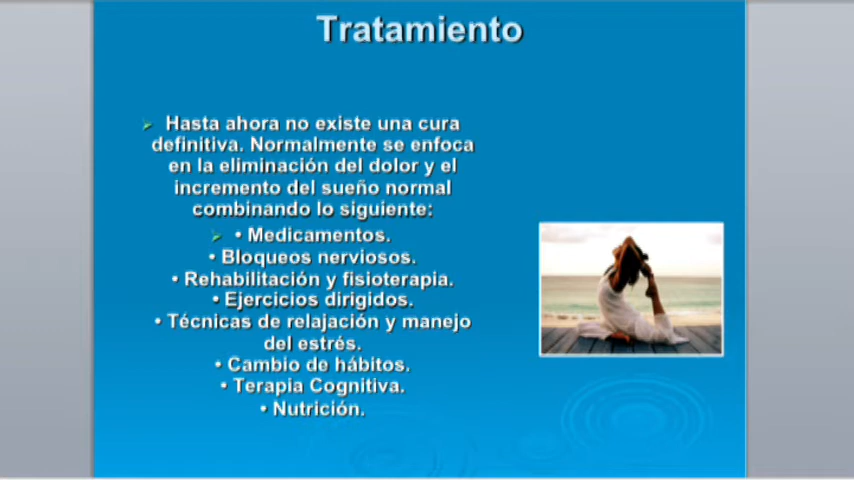 Tratamiento
Hasta ahora no existe una cura
definitiva. Normalmente se enfoca
en la eliminación del dolor y el
incremento del sueño normal
combinando lo siguiente:
• Medicamentos.
• Bloqueos nerviosos.
• Rehabilitación y fisioterapia.
• Ejercicios dirigidos.
• Técnicas de relajación y manejo
del estrés.
• Cambio de hábitos.
• Terapia Cognitiva.
• Nutrición.